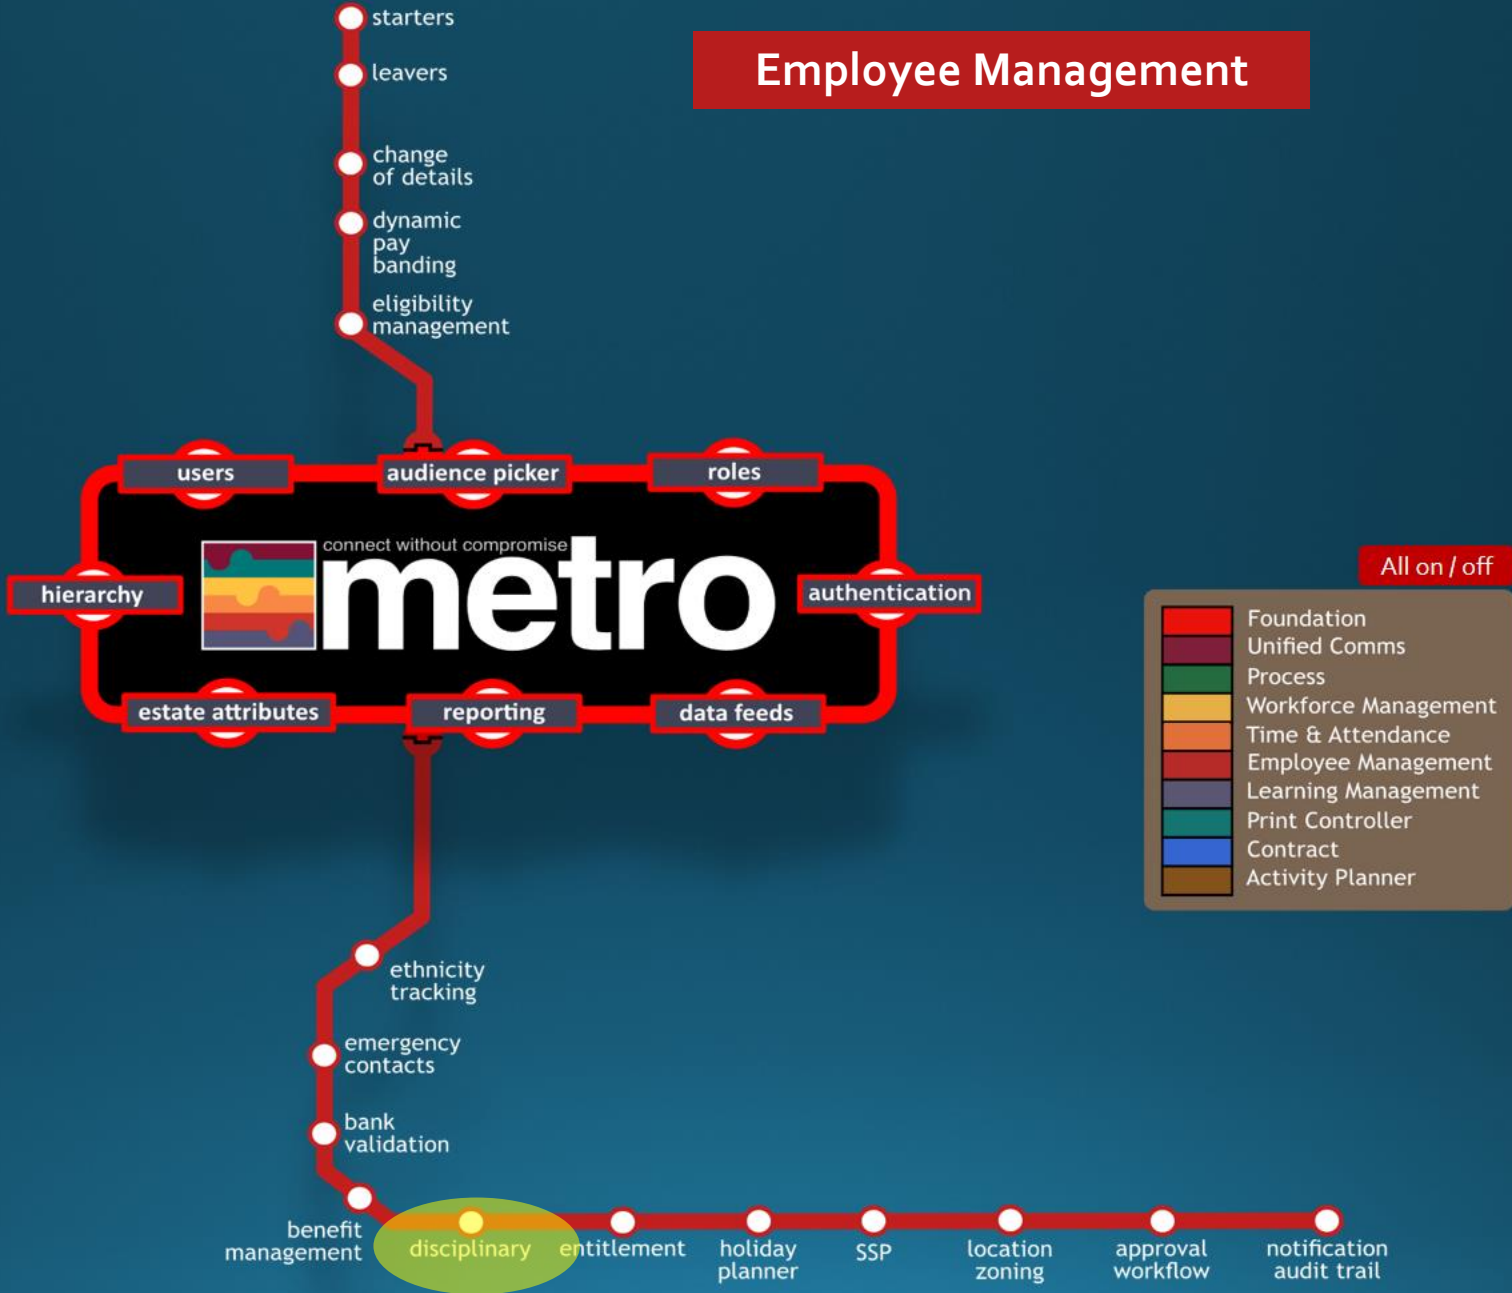 starters
Employee Management
leavers
change
of details
dynamic
pay
banding
eligibility
management
users
audience picker
roles
connect without compromise
metro
hierarchy
authentication
estate attributes
reporting
data feeds
All on / off
Foundation
Unified Comms
Process
Workforce Management
Time & Attendance
Employee Management
Learning Management
Print Controller
Contract
Activity Planner
ethnicity
tracking
emergency
contacts
bank
validation
benefit
management
disciplinary
entitlement
holiday
planner
SSP
location
zoning
approval
workflow
notification
audit trail